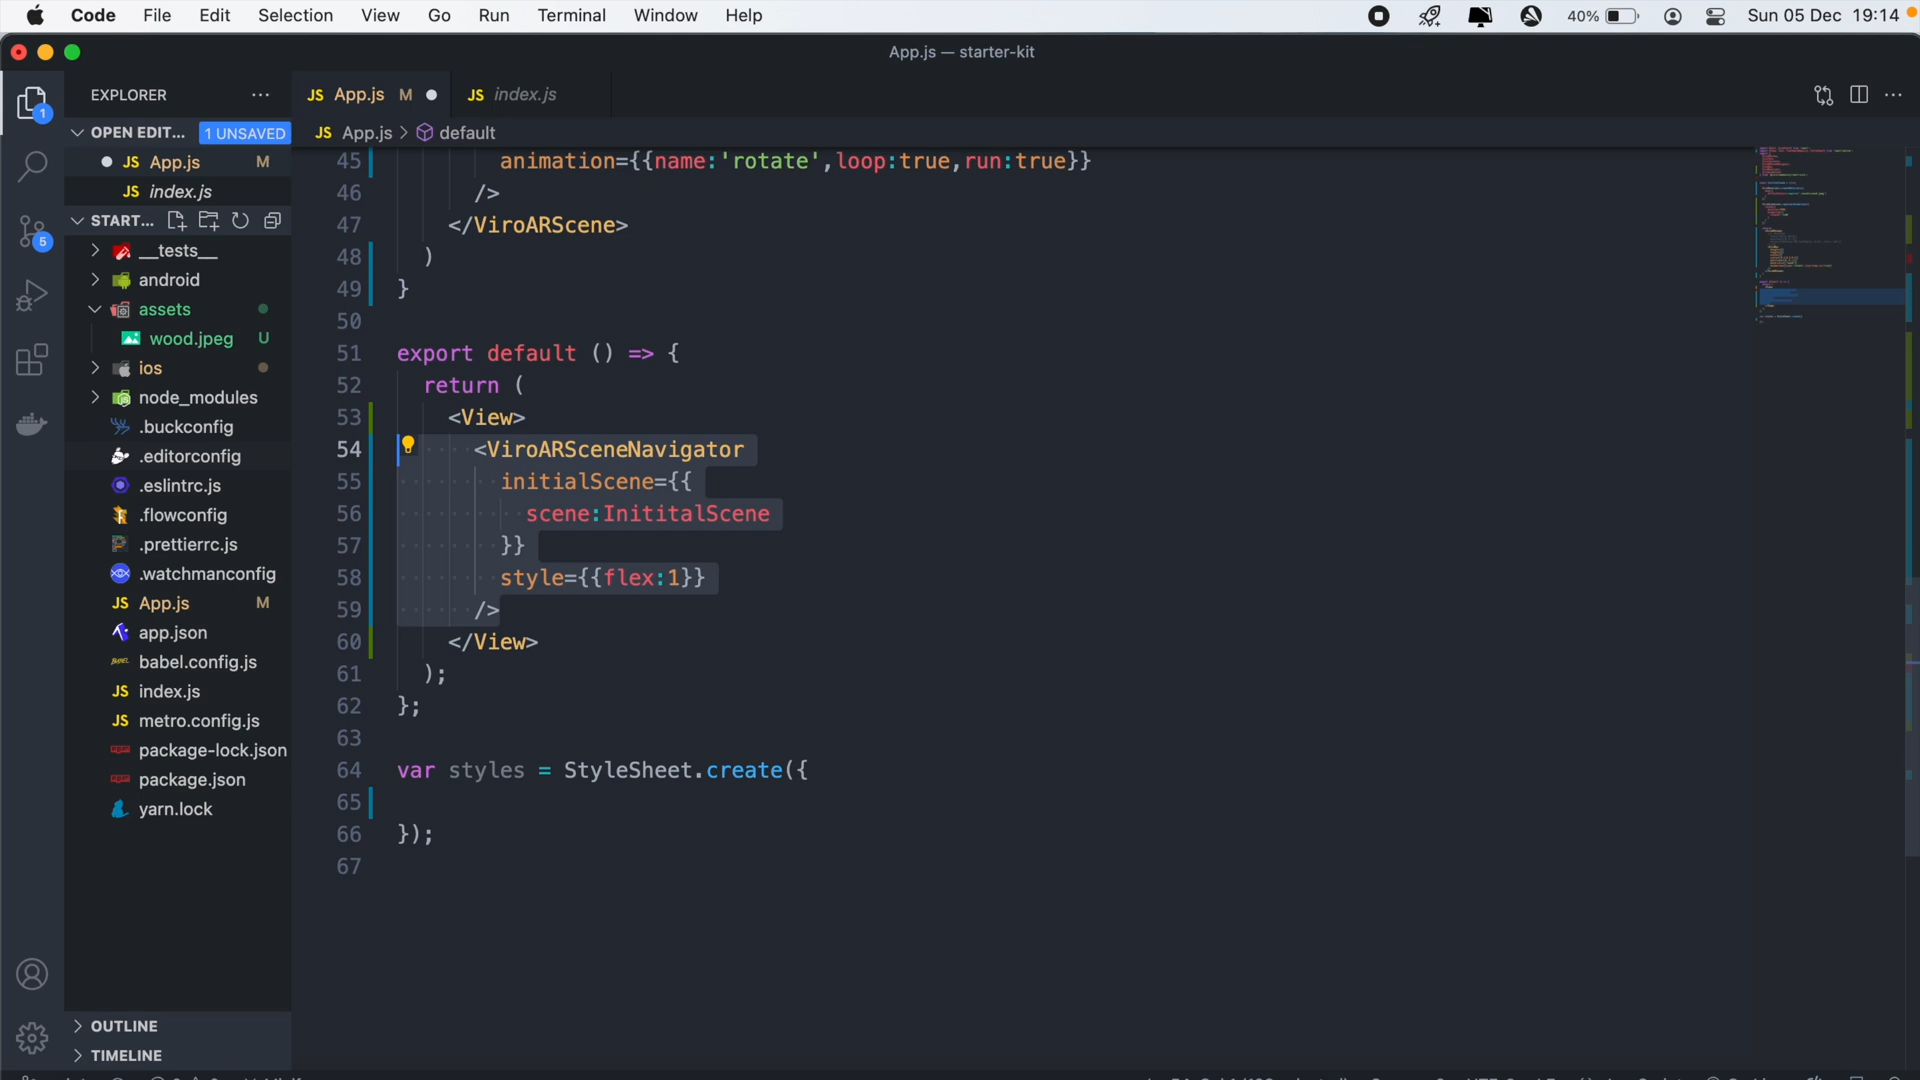 Code File Edit Selection View Go Run Terminal Window Help 40% Sun 05 Dec 19:14
App.js — starter-kit
EXPLORER
JS App.js M
JS index.js
OPEN EDIT... 1 UNSAVED
JS App.js > default
JS App.js M
JS index.js
START...
__tests__
android
assets
wood.jpeg U
ios
node_modules
.buckconfig
.editorconfig
.eslintrc.js
.flowconfig
.prettierrc.js
.watchmanconfig
JS App.js M
app.json
babel.config.js
JS index.js
JS metro.config.js
package-lock.json
package.json
yarn.lock
OUTLINE
TIMELINE
1
5
45 animation={{name:'rotate',loop:true,run:true}}
46 />
47 </ViroARScene>
48 )
49 }
50
51 export default () => {
52 return (
53 <View>
54 <ViroARSceneNavigator
55 initialScene={{
56 scene:InititalScene
57 }}
58 style={{flex:1}}
59 />
60 </View>
61 );
62 };
63
64 var styles = StyleSheet.create({
65
66 });
67